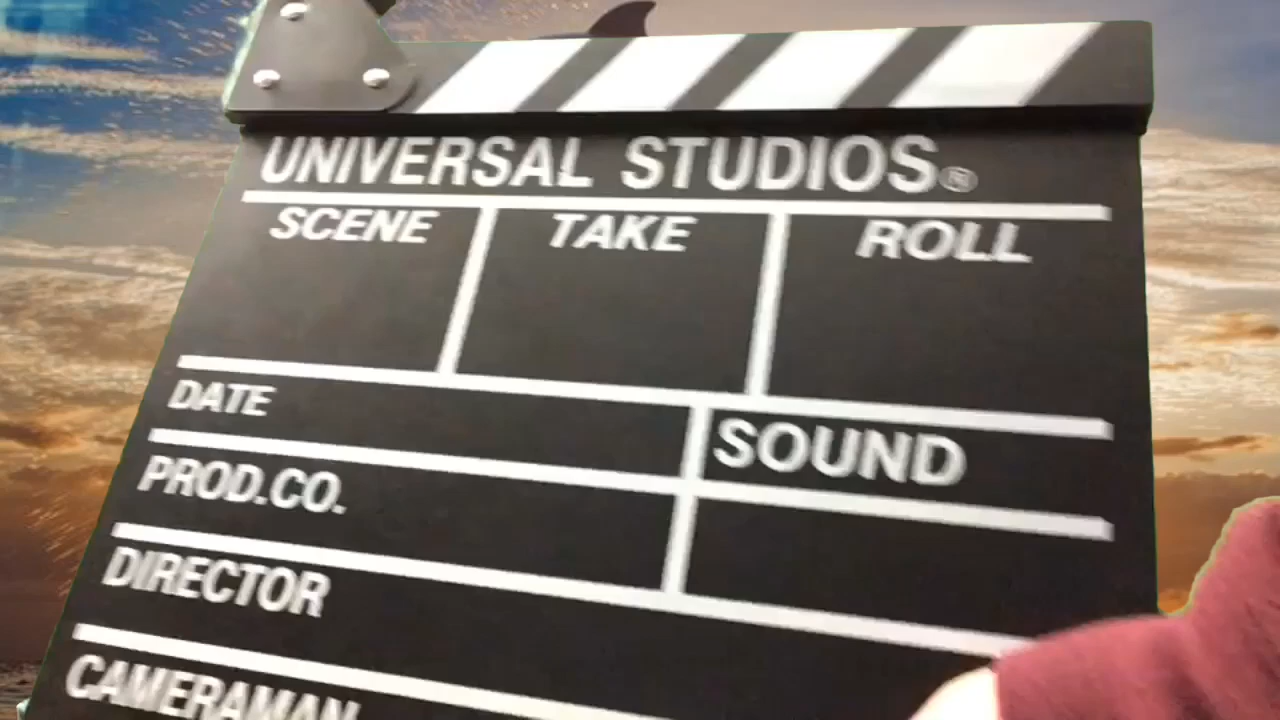 UNIVERSAL STUDIOS®
SCENE TAKE ROLL
DATE SOUND
PROD.CO.
DIRECTOR
CAMERAMAN